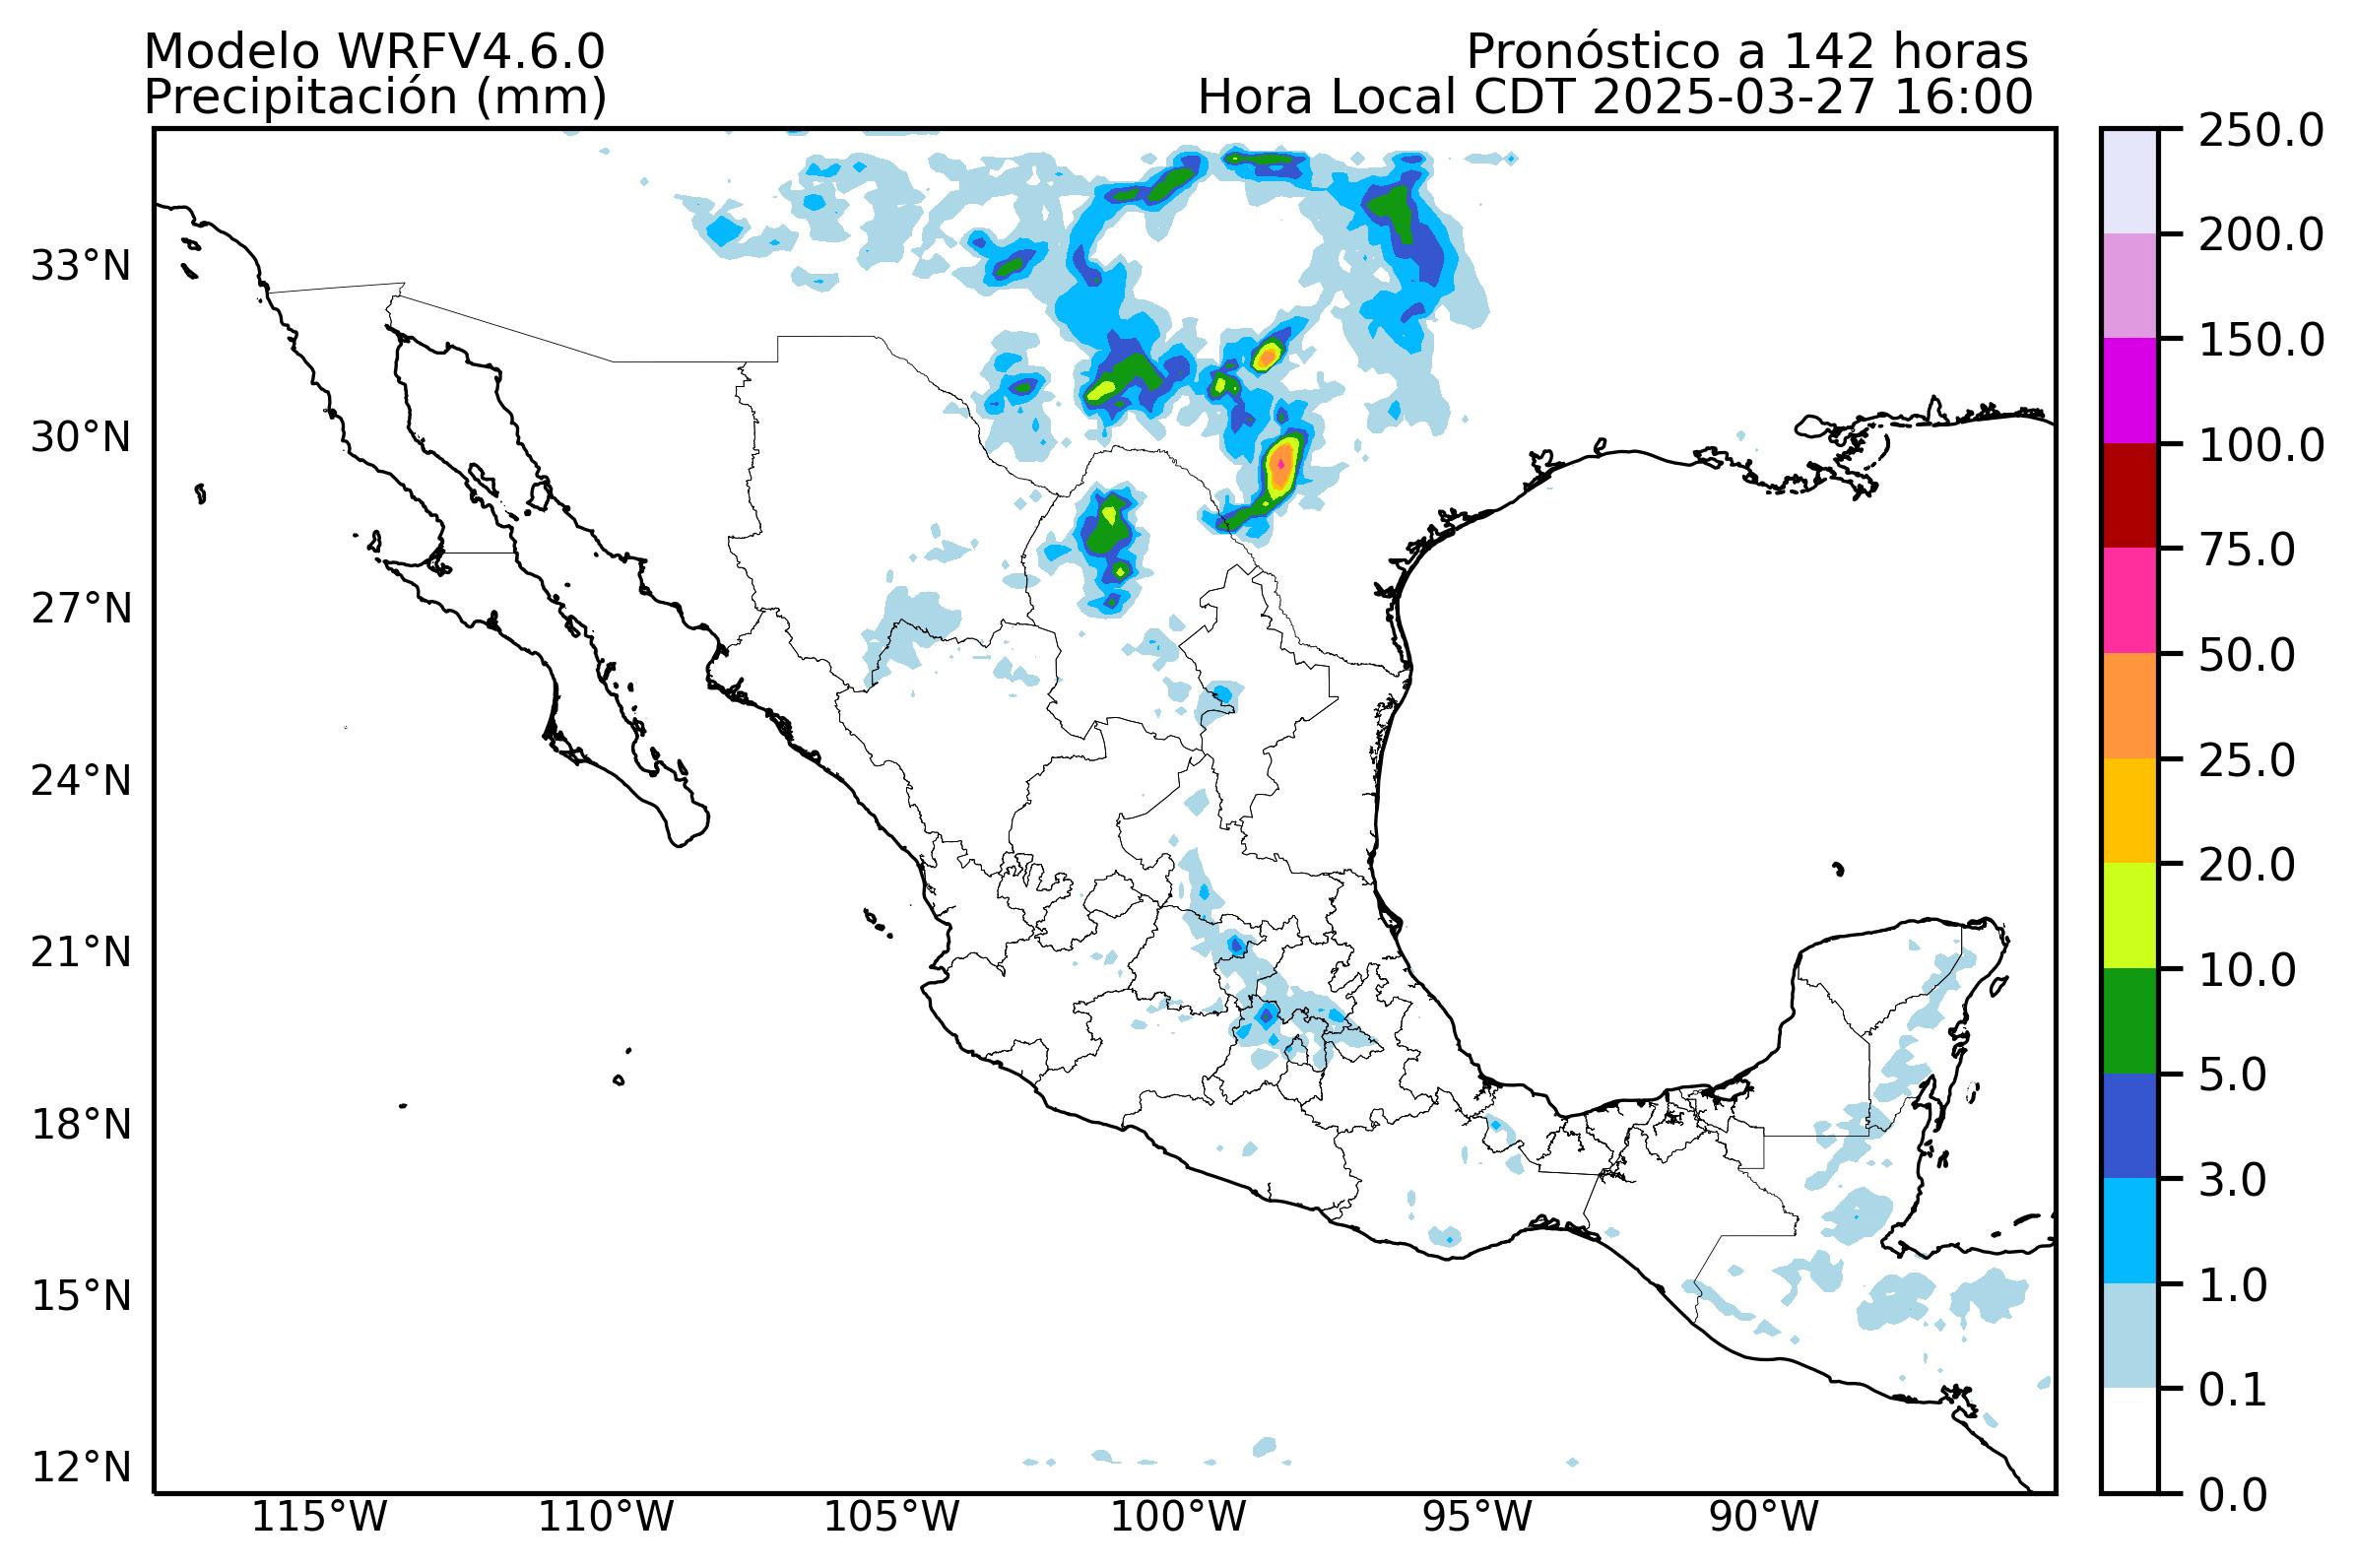 Modelo WRFV4.6.0
Pronóstico a 142 horas
Precipitación (mm)
Hora Local CDT 2025-03-27 16:00
33°N
30°N
27°N
24°N
21°N
18°N
15°N
12°N
115°W
110°W
105°W
100°W
95°W
90°W
250.0
200.0
150.0
100.0
75.0
50.0
25.0
20.0
10.0
5.0
3.0
1.0
0.1
0.0